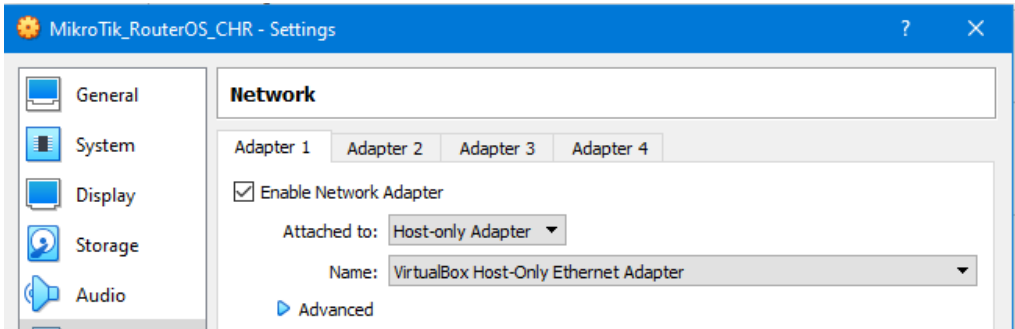 MikroTik_RouterOS_CHR - Settings
?
General
System
Display
Storage
Audio
Network
Adapter 1 Adapter 2 Adapter 3 Adapter 4
Enable Network Adapter
Attached to: Host-only Adapter
Name: VirtualBox Host-Only Ethernet Adapter
Advanced